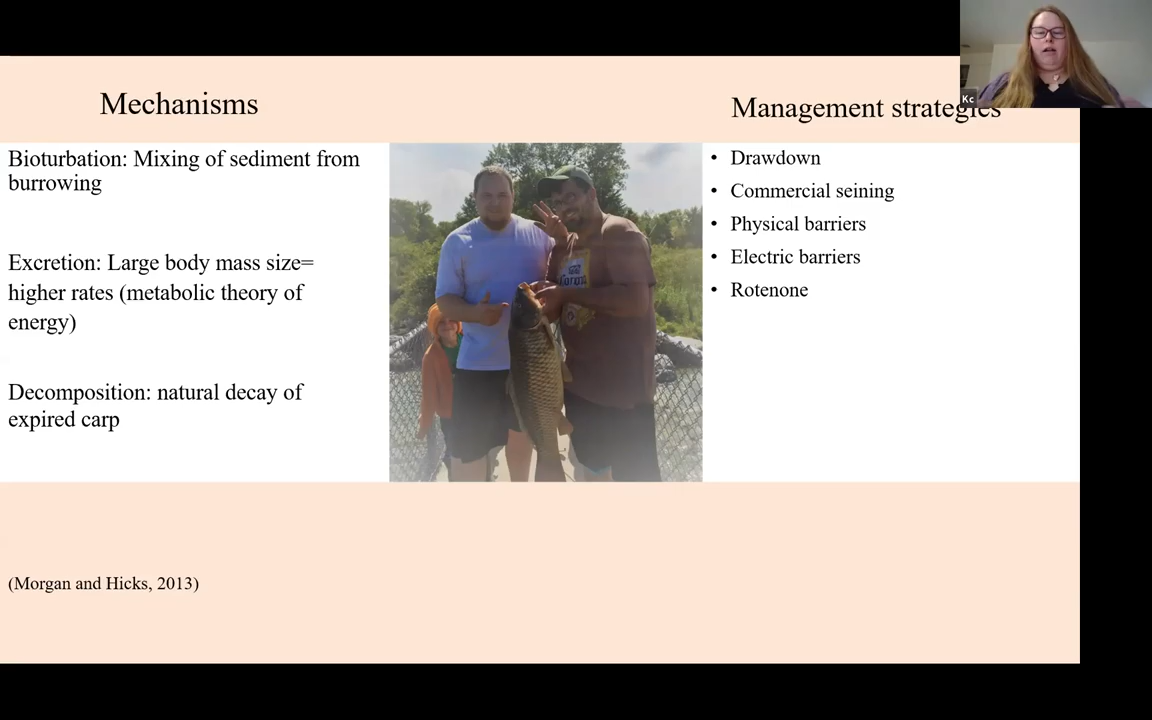 Mechanisms
Bioturbation: Mixing of sediment from
burrowing
Excretion: Large body mass size=
higher rates (metabolic theory of
energy)
Decomposition: natural decay of
expired carp
(Morgan and Hicks, 2013)
Management strategies
• Drawdown
• Commercial seining
• Physical barriers
• Electric barriers
• Rotenone
Kc
Corona